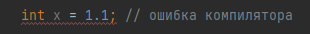 int x = 1.1; // ошибка компилятора